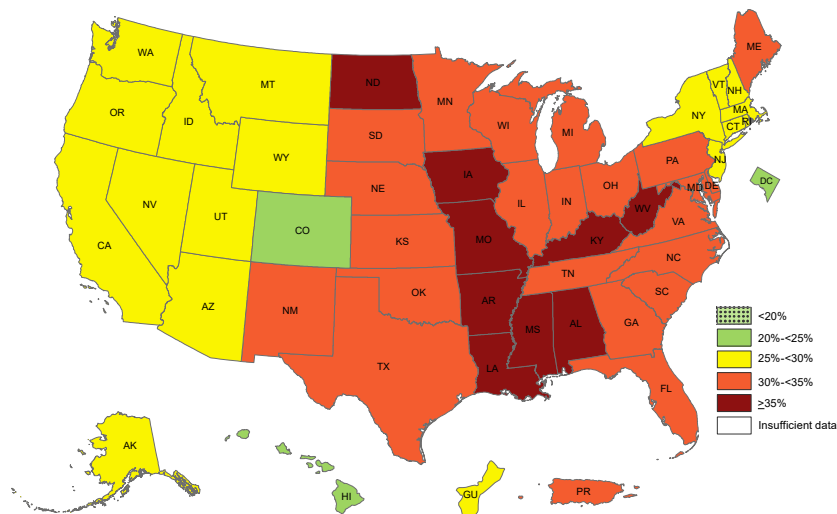 WA
MT
ND
MN
ME
OR
ID
SD
WI
MI
VT
NH
NY
MA
RI
CT
WY
NE
IA
PA
NJ
NV
UT
CO
IL
IN
OH
MD
DE
DC
CA
KS
MO
WV
VA
KY
AZ
NM
OK
AR
TN
NC
SC
TX
LA
MS
AL
GA
FL
<20%
20%-<25%
25%-<30%
30%-<35%
≥35%
Insufficient data
AK
HI
GU
PR